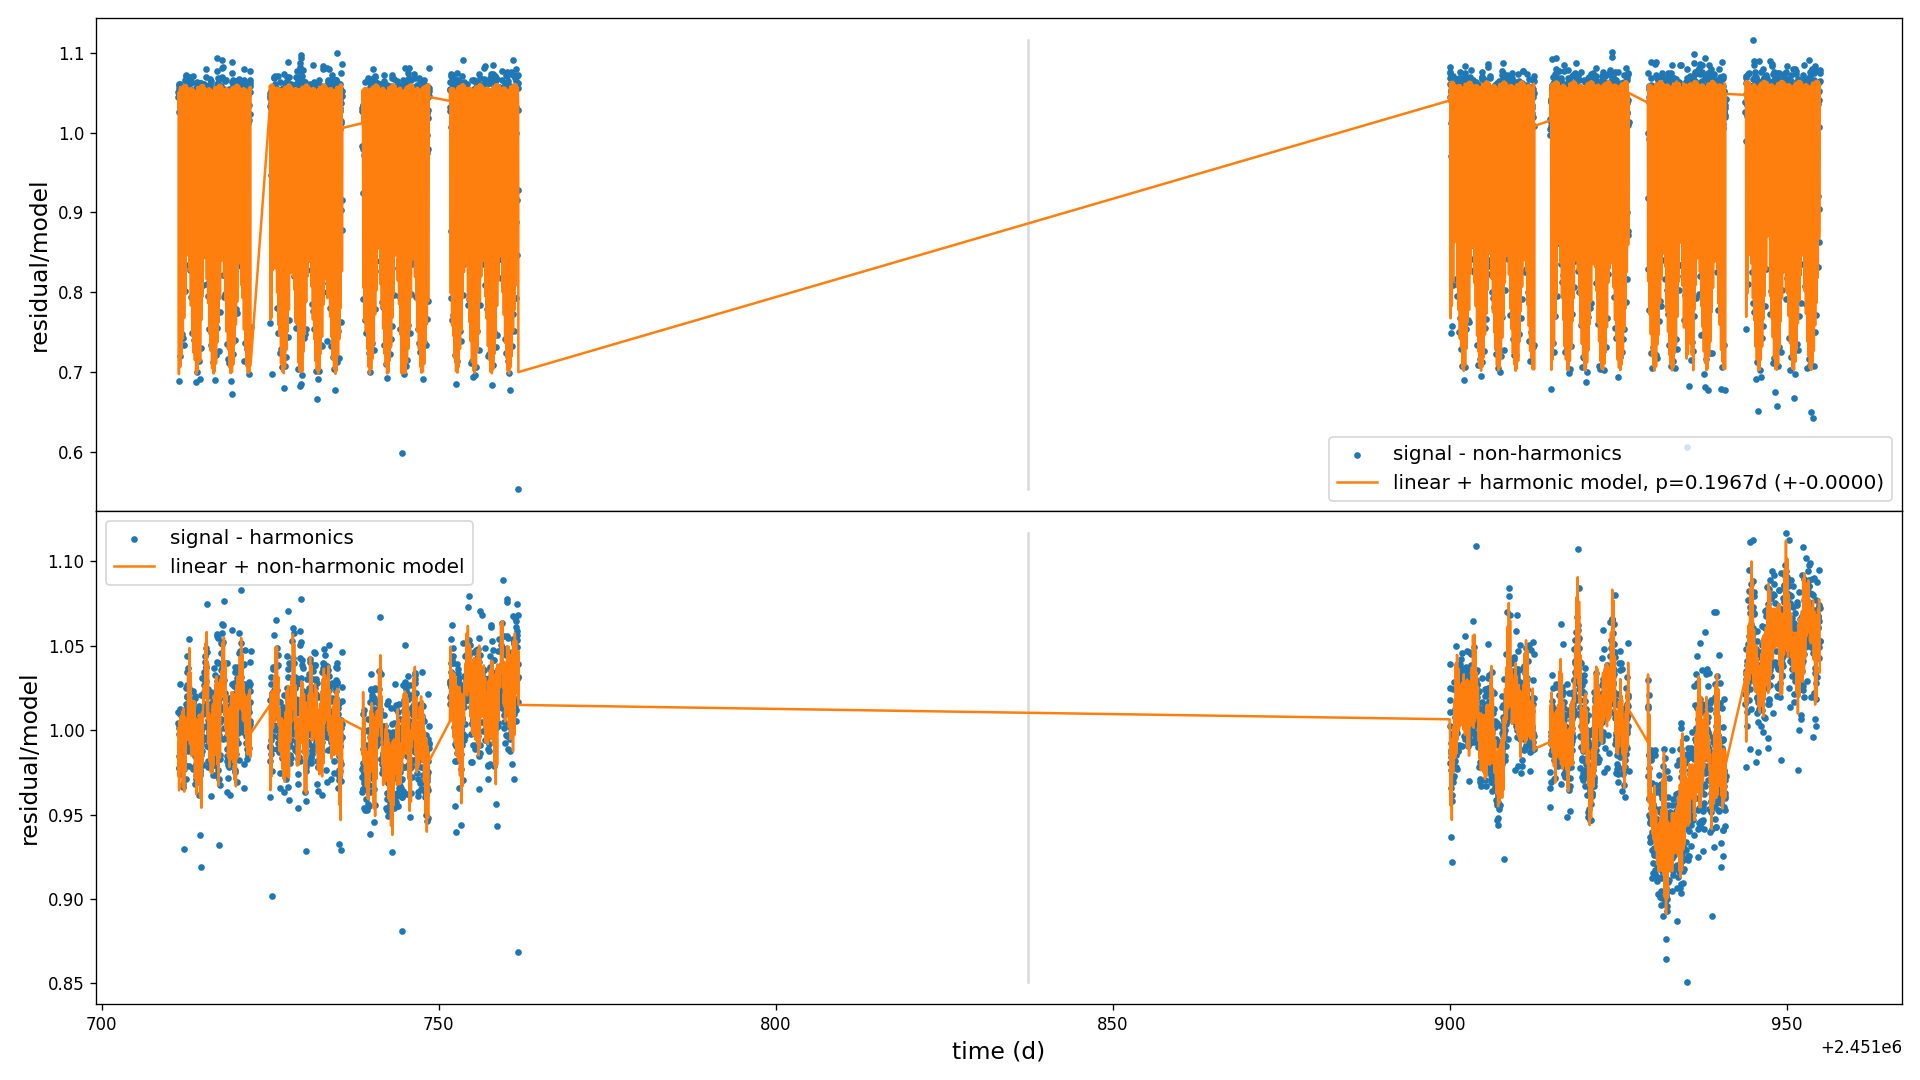 1.1
1.0
0.9
0.8
0.7
0.6
residual/model
signal - non-harmonics
linear + harmonic model, p=0.1967d (+-0.0000)
signal - harmonics
linear + non-harmonic model
1.10
1.05
1.00
0.95
0.90
0.85
residual/model
700
750
800
850
900
950
time (d)
+2.451e6